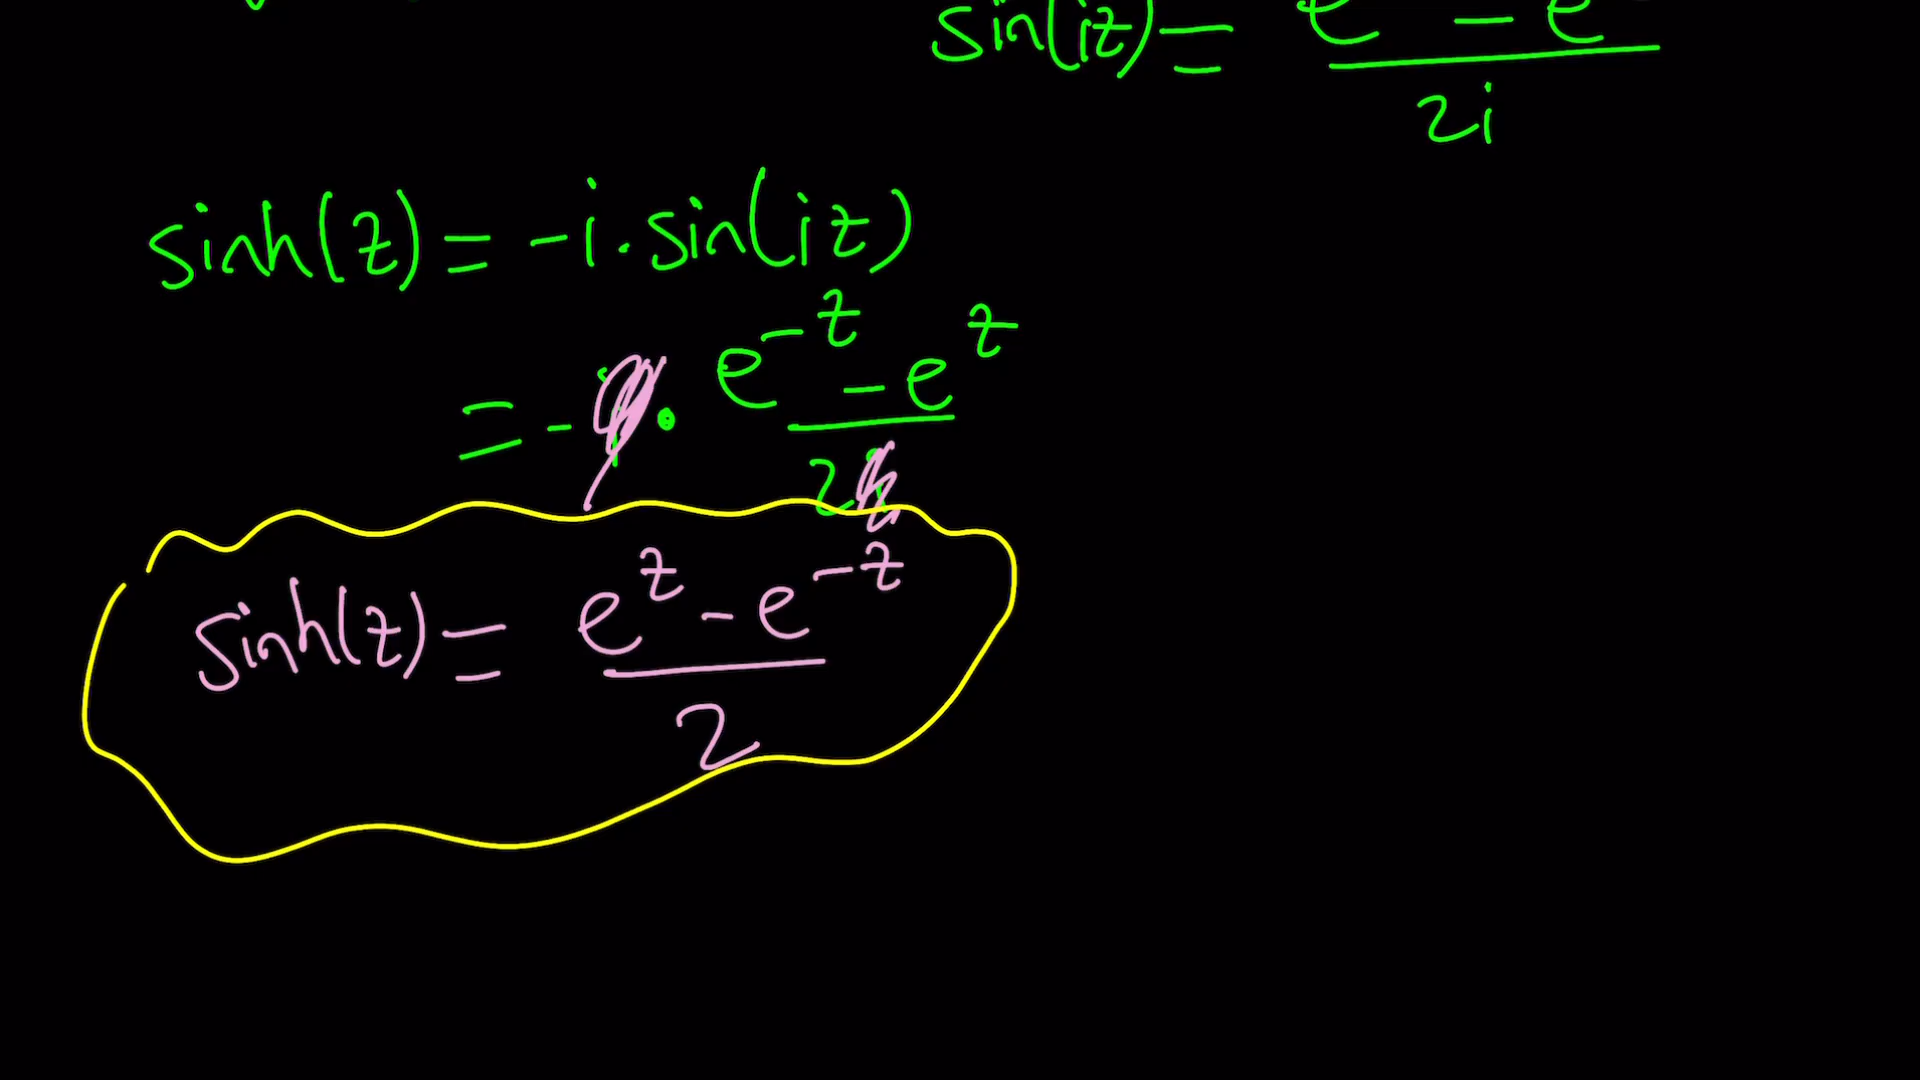 sin(iz) = e - e / 2i
sinh(z) = -i · sin(iz)
= -i · e^-z - e^z / 2i
sinh(z) = e^z - e^-z / 2